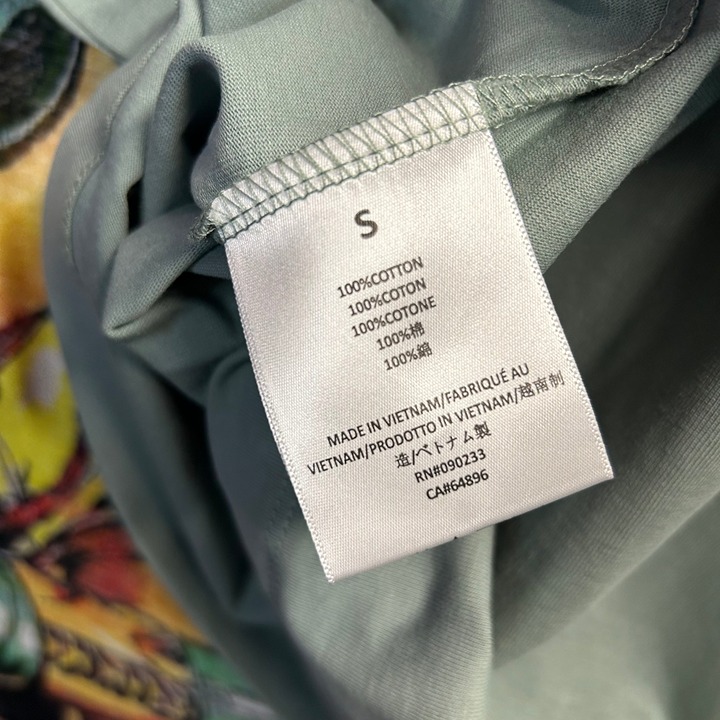 S
100%COTTON
100%COTON
100%COTONE
100%棉
100%綿
MADE IN VIETNAM/FABRIQUÉ AU
VIETNAM/PRODOTTO IN VIETNAM/越南制
造/ベトナム製
RN#090233
CA#64896